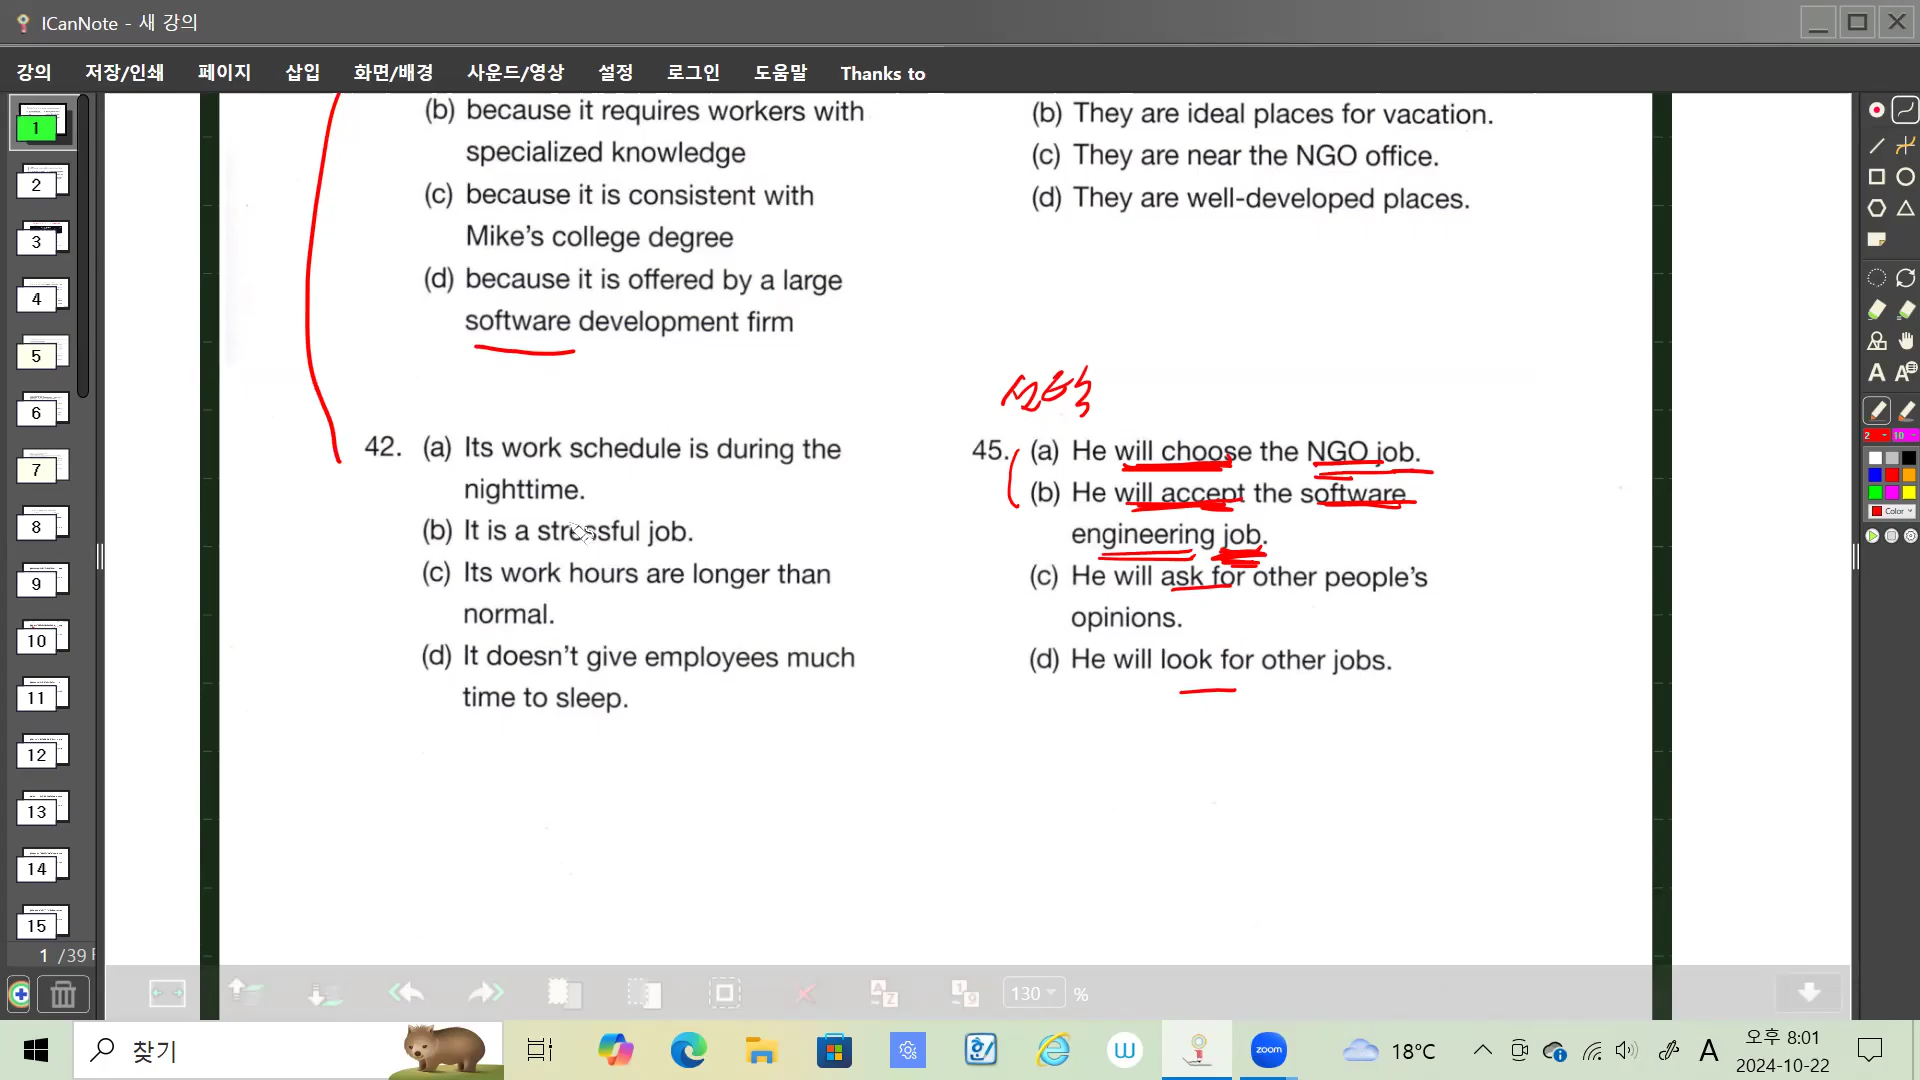 ICanNote - 새 강의
강의 저장/인쇄 페이지 삽입 화면/배경 사운드/영상 설정 로그인 도움말 Thanks to
(b) because it requires workers with
specialized knowledge
(c) because it is consistent with
Mike's college degree
(d) because it is offered by a large
software development firm
42. (a) Its work schedule is during the
nighttime.
(b) It is a stressful job.
(c) Its work hours are longer than
normal.
(d) It doesn't give employees much
time to sleep.
(b) They are ideal places for vacation.
(c) They are near the NGO office.
(d) They are well-developed places.
45. (a) He will choose the NGO job.
(b) He will accept the software
engineering job.
(c) He will ask for other people's
opinions.
(d) He will look for other jobs.
1
2
3
4
5
6
7
8
9
10
11
12
13
14
15
1 /39
2 10
Color
130 %
찾기
zoom
18°C
A
오후 8:01
2024-10-22